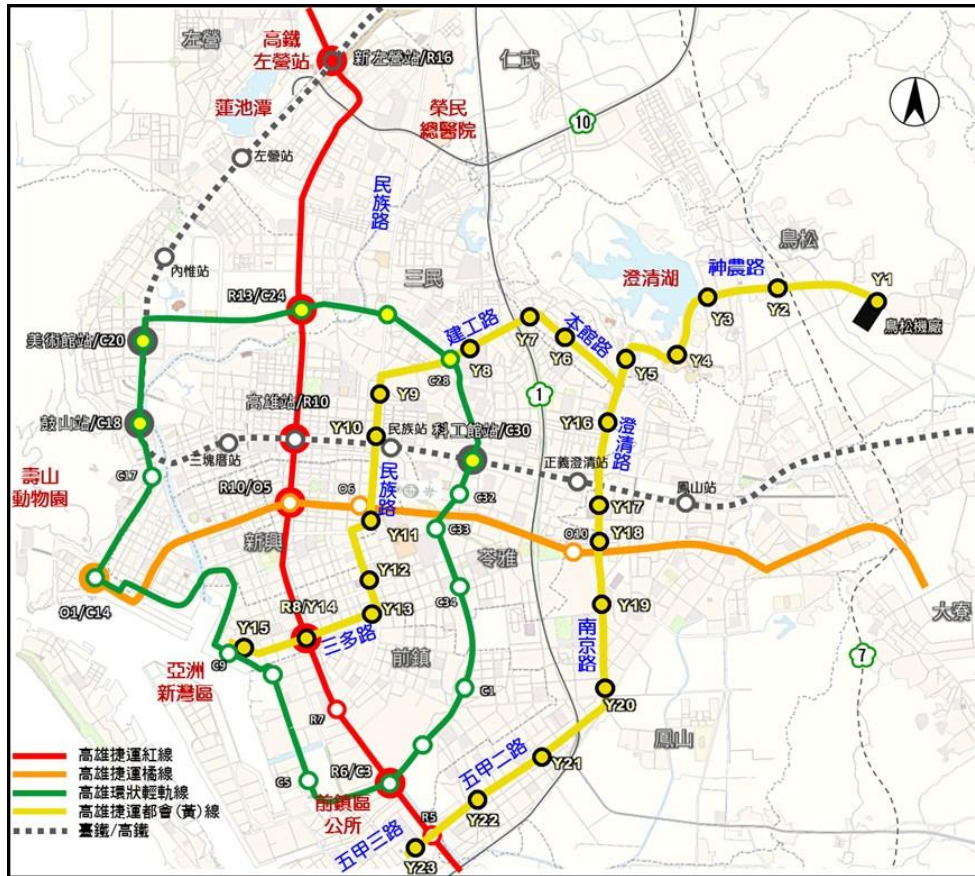 左營
高鐵
左營站
新左營站/R16
仁武
蓮池潭
榮民
總醫院
10
左營站
民族路
內惟站
三民
澄清湖
神農路
鳥松
R13/C24
Y1
Y2
Y3
鳥松機廠
美術館站/C20
建工路
Y7
本館路
Y6
Y8
C28
Y5
Y4
1
Y9
鼓山站/C18
高雄站/R10
Y10
民族站
科工館站/C30
Y16
澄清路
三塊厝站
正義澄清站
鳳山站
C17
壽山
動物園
R10/O5
O6
民族路
C32
Y17
新興
Y11
C33
苓雅
O10
Y18
O1/C14
Y12
C34
Y19
大寮
R8/Y14
Y13
Y15
三多路
南京路
前鎮
C9
亞洲
新灣區
7
R7
C1
Y20
鳳山
高雄捷運紅線
高雄捷運橘線
高雄環狀輕軌線
高雄捷運都會(黃)線
臺鐵/高鐵
C5
R6/C3
五甲二路
Y21
前鎮區
公所
Y22
R5
五甲三路
Y23